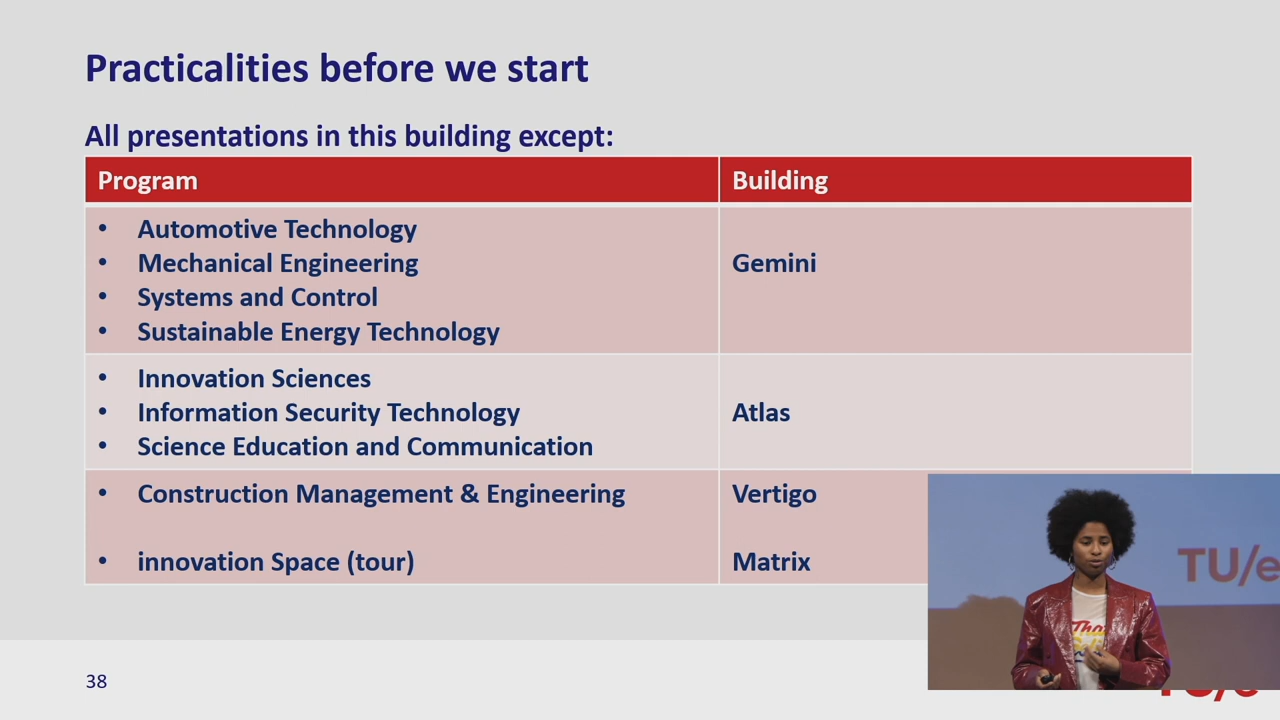 Practicalities before we start
All presentations in this building except:
Program
Building
• Automotive Technology
• Mechanical Engineering
• Systems and Control
• Sustainable Energy Technology
Gemini
• Innovation Sciences
• Information Security Technology
• Science Education and Communication
Atlas
• Construction Management & Engineering
Vertigo
• innovation Space (tour)
Matrix
TU/e
That
38
TU/e